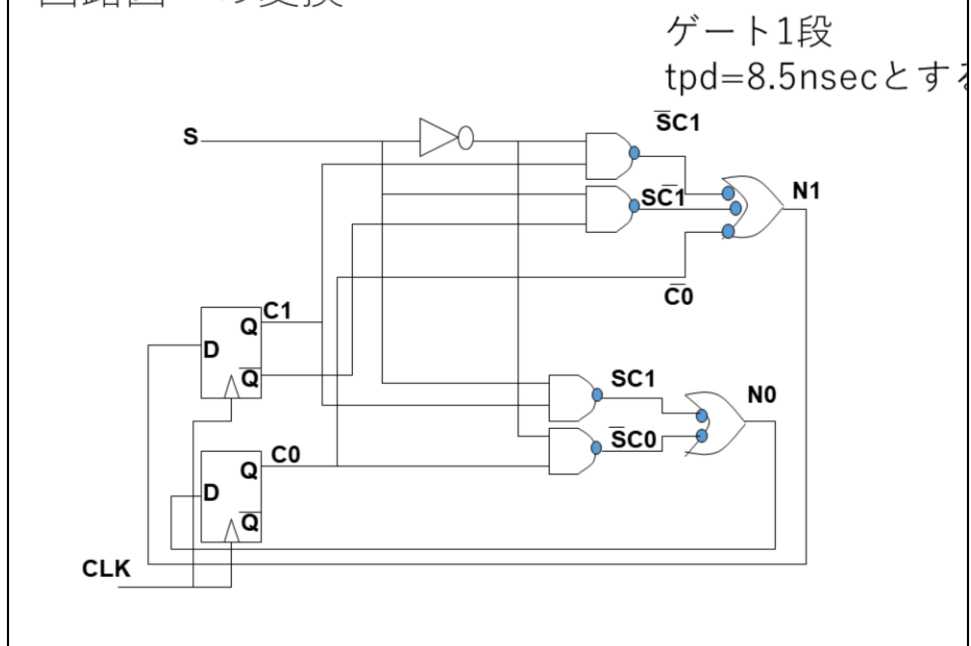 ゲート1段
tpd=8.5nsecとする
S
S̅C1
SC̅1
N1
C̅0
C1
Q
D
Q̅
SC1
N0
S̅C0
C0
Q
D
Q̅
CLK